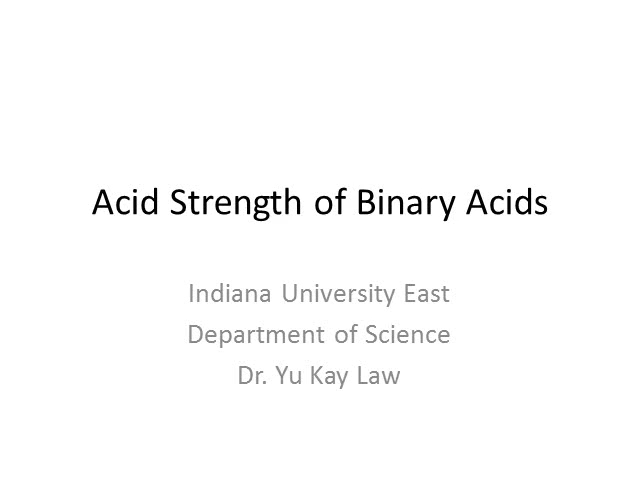 Acid Strength of Binary Acids
Indiana University East
Department of Science
Dr. Yu Kay Law